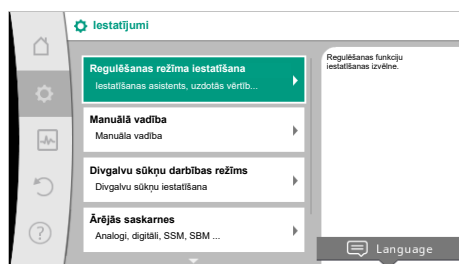 Iestatījumi
Regulēšanas režīma iestatīšana
Iestatīšanas asistents, uzdotās vērtīb...
Manuālā vadība
Manuāla vadība
Divgalvu sūkņu darbības režīms
Divgalvu sūkņu iestatīšana
Ārējās saskarnes
Analogi, digitāli, SSM, SBM ...
Regulēšanas funkciju
iestatīšanas izvēlne.
Language